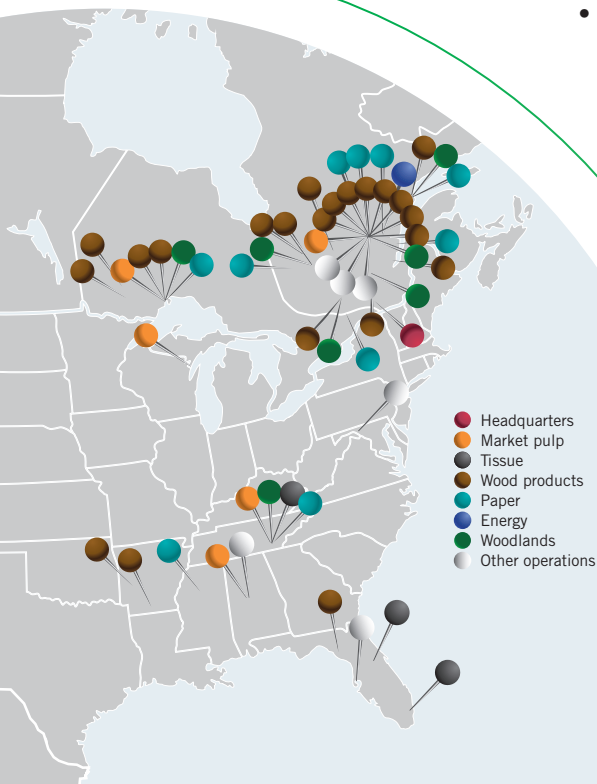 •
Headquarters
Market pulp
Tissue
Wood products
Paper
Energy
Woodlands
Other operations